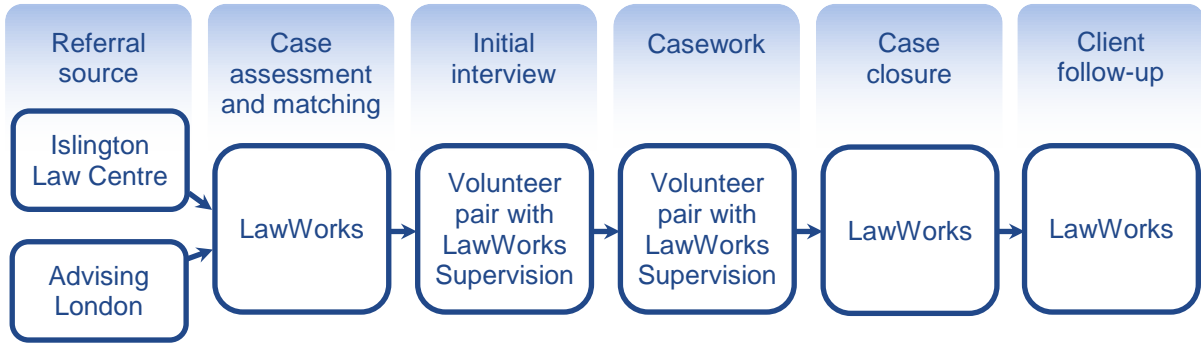 Referral
source
Case
assessment
and matching
Initial
interview
Casework
Case
closure
Client
follow-up
Islington
Law Centre
Advising
London
LawWorks
Volunteer
pair with
LawWorks
Supervision
Volunteer
pair with
LawWorks
Supervision
LawWorks
LawWorks